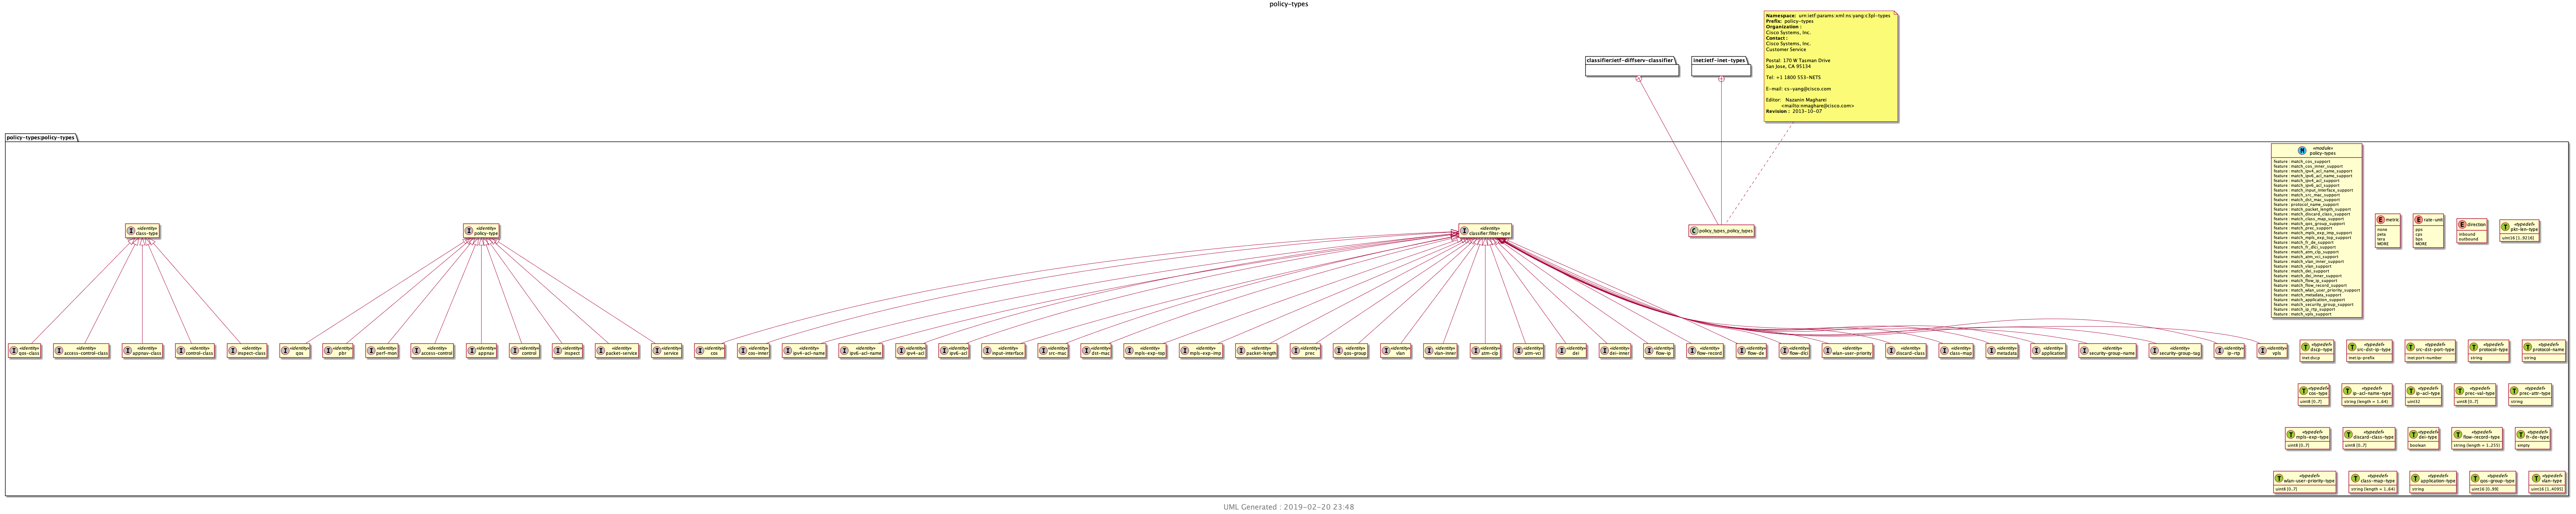 policy-types
Namespace: urn:ietf:params:xml:ns:yang:c3pl-types
Prefix: policy-types
Organization :
Cisco Systems, Inc.
Contact :
Cisco Systems, Inc.
Customer Service
Postal: 170 W Tasman Drive
San Jose, CA 95134
Tel: +1 1800 553-NETS
E-mail: cs-yang@cisco.com
Editor: Nazanin Magharei
<mailto:nmaghare@cisco.com>
Revision : 2013-10-07
classifier:ietf-diffserv-classifier
inet:ietf-inet-types
policy-types:policy-types
M «module»
policy-types
feature : match_cos_support
feature : match_cos_inner_support
feature : match_ipv4_acl_name_support
feature : match_ipv6_acl_name_support
feature : match_ipv4_acl_support
feature : match_ipv6_acl_support
feature : match_input_interface_support
feature : match_src_mac_support
feature : match_dst_mac_support
feature : protocol_name_support
feature : match_packet_length_support
feature : match_discard_class_support
feature : match_class_map_support
feature : match_qos_group_support
feature : match_prec_support
feature : match_mpls_exp_imp_support
feature : match_mpls_exp_top_support
feature : match_fr_de_support
feature : match_fr_dlci_support
feature : match_atm_clp_support
feature : match_atm_vci_support
feature : match_vlan_inner_support
feature : match_vlan_support
feature : match_dei_support
feature : match_dei_inner_support
feature : match_flow_ip_support
feature : match_flow_record_support
feature : match_wlan_user_priority_support
feature : match_metadata_support
feature : match_application_support
feature : match_security_group_support
feature : match_ip_rtp_support
feature : match_vpls_support
I «identity»
class-type
I «identity»
policy-type
I «identity»
classifier:filter-type
C policy_types_policy_types
E metric
none
peta
tera
MORE
E rate-unit
pps
cps
bps
MORE
E direction
inbound
outbound
T «typedef»
pkt-len-type
uint16 [1..9216]
I «identity»
qos-class
I «identity»
access-control-class
I «identity»
appnav-class
I «identity»
control-class
I «identity»
inspect-class
I «identity»
qos
I «identity»
pbr
I «identity»
perf-mon
I «identity»
access-control
I «identity»
appnav
I «identity»
control
I «identity»
inspect
I «identity»
packet-service
I «identity»
service
I «identity»
cos
I «identity»
cos-inner
I «identity»
ipv4-acl-name
I «identity»
ipv6-acl-name
I «identity»
ipv4-acl
I «identity»
ipv6-acl
I «identity»
input-interface
I «identity»
src-mac
I «identity»
dst-mac
I «identity»
mpls-exp-top
I «identity»
mpls-exp-imp
I «identity»
packet-length
I «identity»
prec
I «identity»
qos-group
I «identity»
vlan
I «identity»
vlan-inner
I «identity»
atm-clp
I «identity»
atm-vci
I «identity»
dei
I «identity»
dei-inner
I «identity»
flow-ip
I «identity»
flow-record
I «identity»
flow-de
I «identity»
flow-dlci
I «identity»
wlan-user-priority
I «identity»
discard-class
I «identity»
class-map
I «identity»
metadata
I «identity»
application
I «identity»
security-group-name
I «identity»
security-group-tag
I «identity»
ip-rtp
I «identity»
vpls
T «typedef»
dscp-type
inet:dscp
T «typedef»
src-dst-ip-type
inet:ip-prefix
T «typedef»
src-dst-port-type
inet:port-number
T «typedef»
protocol-type
string
T «typedef»
protocol-name
string
T «typedef»
cos-type
uint8 [0..7]
T «typedef»
ip-acl-name-type
string {length = 1..64}
T «typedef»
ip-acl-type
uint32
T «typedef»
prec-val-type
uint8 [0..7]
T «typedef»
prec-attr-type
string
T «typedef»
mpls-exp-type
uint8 [0..7]
T «typedef»
discard-class-type
uint8 [0..7]
T «typedef»
dei-type
boolean
T «typedef»
flow-record-type
string {length = 1..255}
T «typedef»
fr-de-type
empty
T «typedef»
wlan-user-priority-type
uint8 [0..7]
T «typedef»
class-map-type
string {length = 1..64}
T «typedef»
application-type
string
T «typedef»
qos-group-type
uint16 [0..99]
T «typedef»
vlan-type
uint16 [1..4095]
UML Generated : 2019-02-20 23:48